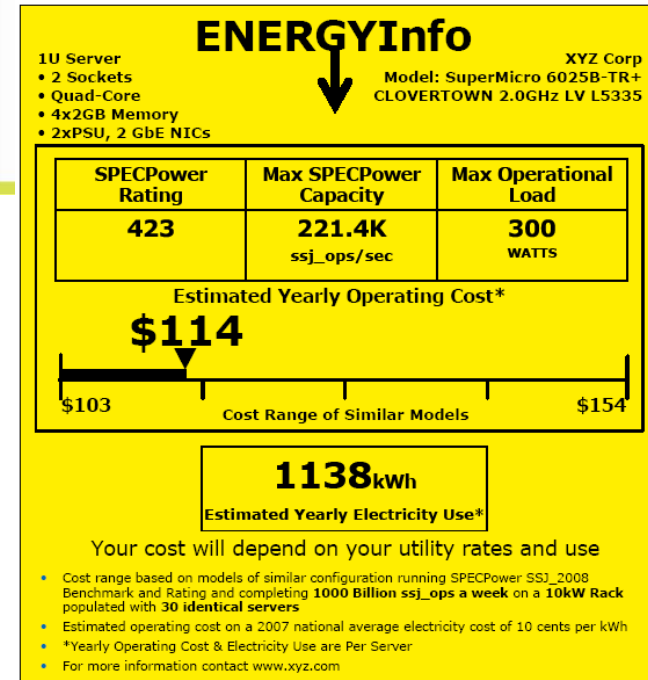 ENERGYInfo
1U Server
• 2 Sockets
• Quad-Core
• 4x2GB Memory
• 2xPSU, 2 GbE NICs
XYZ Corp
Model: SuperMicro 6025B-TR+
CLOVERTOWN 2.0GHz LV L5335
SPECPower
Rating
423
Max SPECPower
Capacity
221.4K
ssj_ops/sec
Max Operational
Load
300
WATTS
Estimated Yearly Operating Cost*
$114
$103
Cost Range of Similar Models
$154
1138kWh
Estimated Yearly Electricity Use*
Your cost will depend on your utility rates and use
• Cost range based on models of similar configuration running SPECPower SSJ_2008
Benchmark and Rating and completing 1000 Billion ssj_ops a week on a 10kW Rack
populated with 30 identical servers
• Estimated operating cost on a 2007 national average electricity cost of 10 cents per kWh
• *Yearly Operating Cost & Electricity Use are Per Server
• For more information contact www.xyz.com